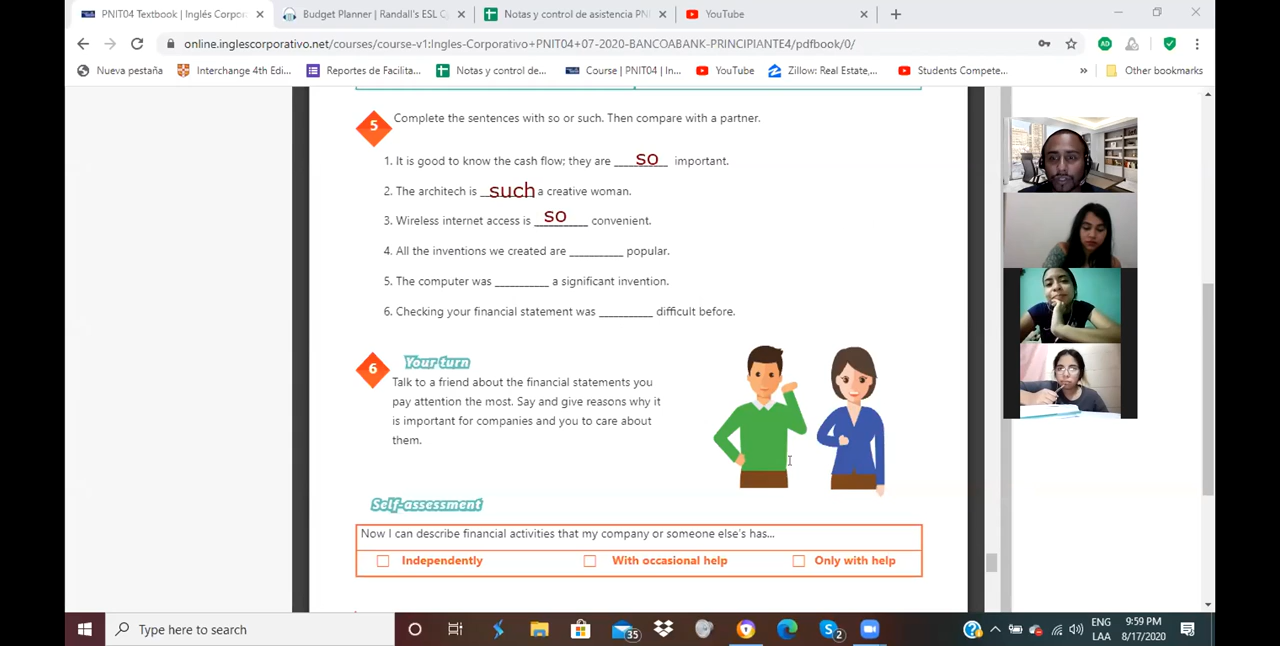 PNIT04 Textbook | Inglés Corpor
Budget Planner | Randall's ESL C
Notas y control de asistencia PN
YouTube
online.inglescorporativo.net/courses/course-v1:Ingles-Corporativo+PNIT04+07-2020-BANCOABANK-PRINCIPIANTE4/pdfbook/0/
Nueva pestaña
Interchange 4th Edi...
Reportes de Facilita...
Notas y control de...
Course | PNIT04 | In...
YouTube
Zillow: Real Estate,...
Students Compete...
»
Other bookmarks
5
Complete the sentences with so or such. Then compare with a partner.
1. It is good to know the cash flow; they are so important.
2. The architech is such a creative woman.
3. Wireless internet access is so convenient.
4. All the inventions we created are __________ popular.
5. The computer was __________ a significant invention.
6. Checking your financial statement was __________ difficult before.
6
Your turn
Talk to a friend about the financial statements you
pay attention the most. Say and give reasons why it
is important for companies and you to care about
them.
Self-assessment
Now I can describe financial activities that my company or someone else's has...
Independently
With occasional help
Only with help
Type here to search
35
2
ENG
LAA
9:59 PM
8/17/2020